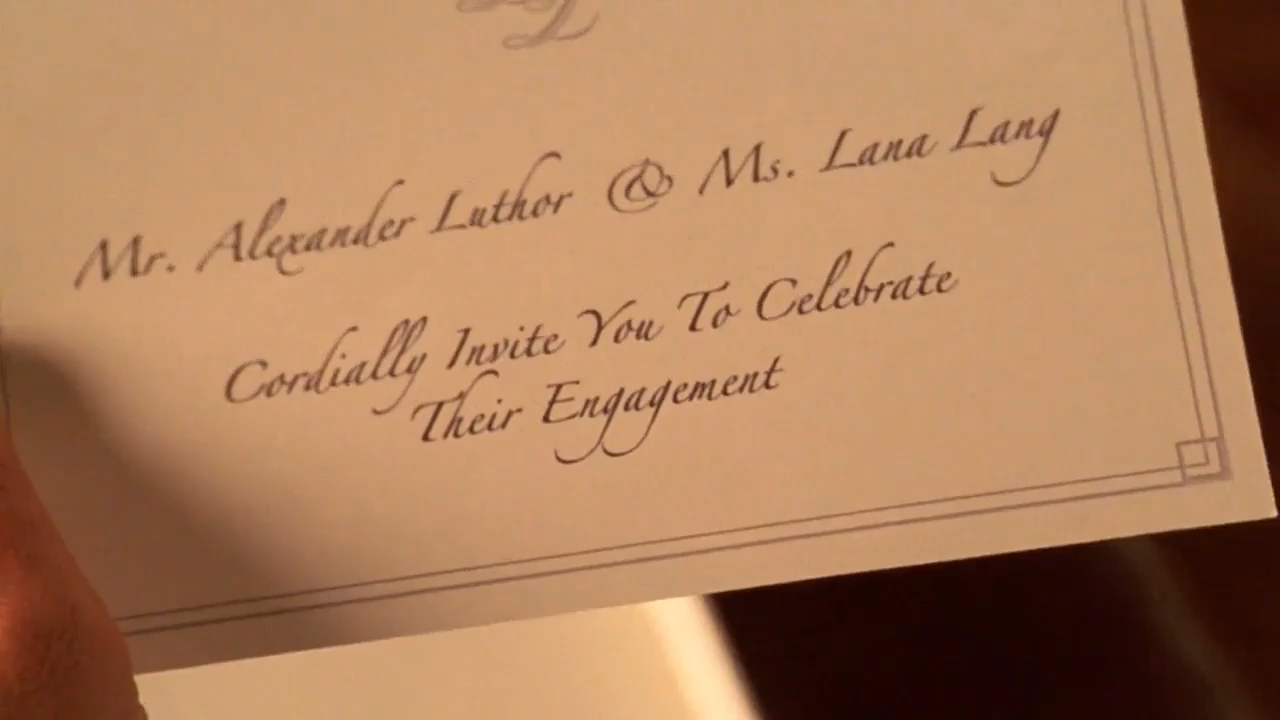 Mr. Alexander Luthor & Ms. Lana Lang
Cordially Invite You To Celebrate
Their Engagement